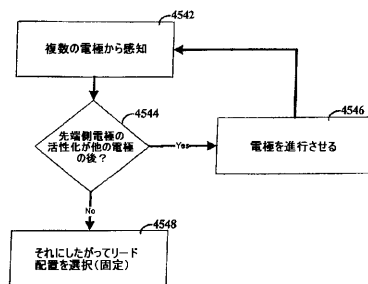 4542
複数の電極から感知
4544
先端側電極の
活性化が他の電極
の後?
Yes
4546
電極を進行させる
No
4548
それにしたがってリード
配置を選択(固定)